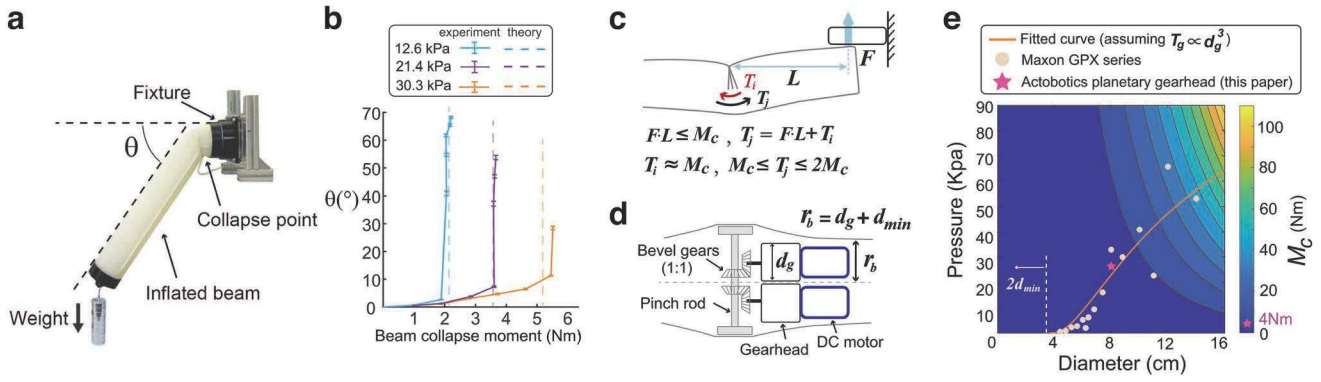 a
Fixture
θ
Collapse point
Inflated beam
Weight
b
experiment theory
12.6 kPa
21.4 kPa
30.3 kPa
θ(°)
70
60
50
40
30
20
10
0
1 2 3 4 5 6
Beam collapse moment (Nm)
c
F
L
Ti
Tj
F·L ≤ Mc , Tj = F·L + Ti
Ti ≈ Mc , Mc ≤ Tj ≤ 2Mc
d
rb = dg + dmin
Bevel gears
(1:1)
dg
rb
Pinch rod
Gearhead
DC motor
e
Fitted curve (assuming Tg ∝ dg³)
Maxon GPX series
Actobotics planetary gearhead (this paper)
Pressure (Kpa)
90
80
70
60
50
40
30
20
10
0
2dmin
0 4 8 12 16
Diameter (cm)
100
80
60
40
20
0
4Nm
Mc (Nm)